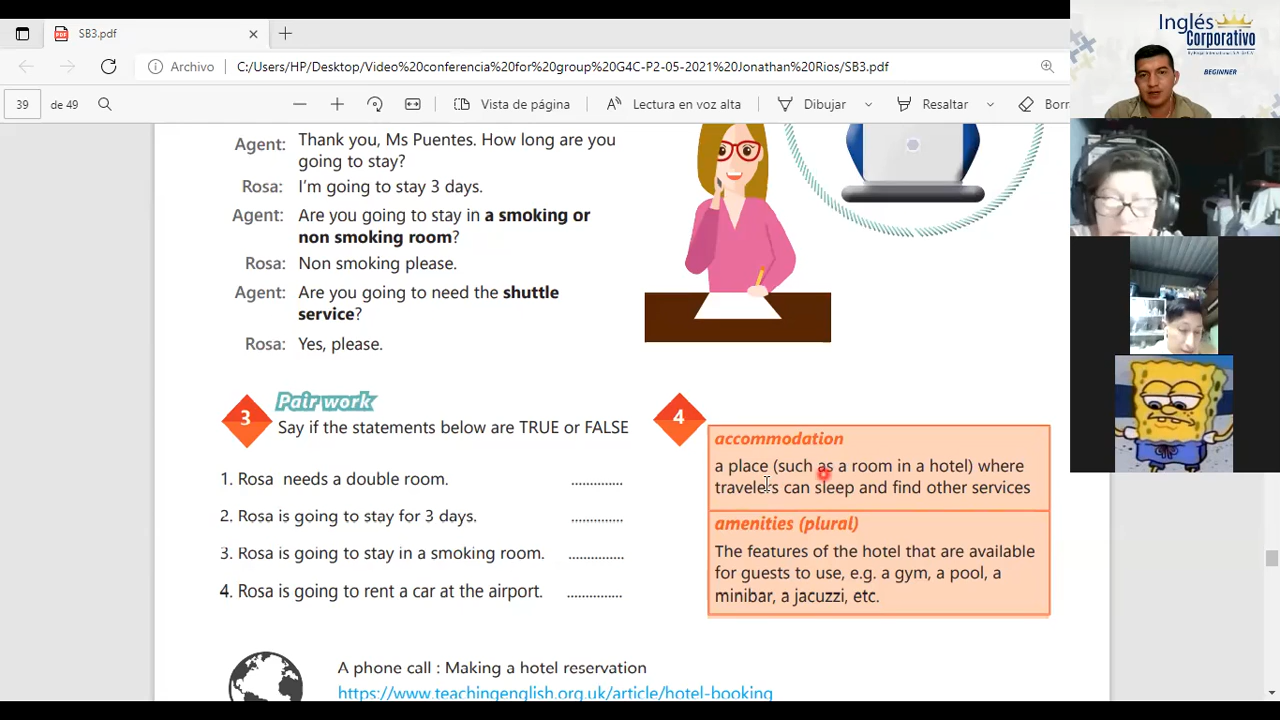 SB3.pdf
Archivo
C:/Users/HP/Desktop/Video%20conferencia%20for%20group%20G4C-P2-05-2021%20Jonathan%20Rios/SB3.pdf
39 de 49
Vista de página
Lectura en voz alta
Dibujar
Resaltar
Borr
Inglés
Corporativo
BEGINNER
Agent: Thank you, Ms Puentes. How long are you
going to stay?
Rosa: I'm going to stay 3 days.
Agent: Are you going to stay in a smoking or
non smoking room?
Rosa: Non smoking please.
Agent: Are you going to need the shuttle
service?
Rosa: Yes, please.
3
Pair work
Say if the statements below are TRUE or FALSE
1. Rosa needs a double room. ..............
2. Rosa is going to stay for 3 days. ..............
3. Rosa is going to stay in a smoking room. ..............
4. Rosa is going to rent a car at the airport. ..............
4
accommodation
a place (such as a room in a hotel) where
travelers can sleep and find other services
amenities (plural)
The features of the hotel that are available
for guests to use, e.g. a gym, a pool, a
minibar, a jacuzzi, etc.
A phone call : Making a hotel reservation
https://www.teachingenglish.org.uk/article/hotel-booking